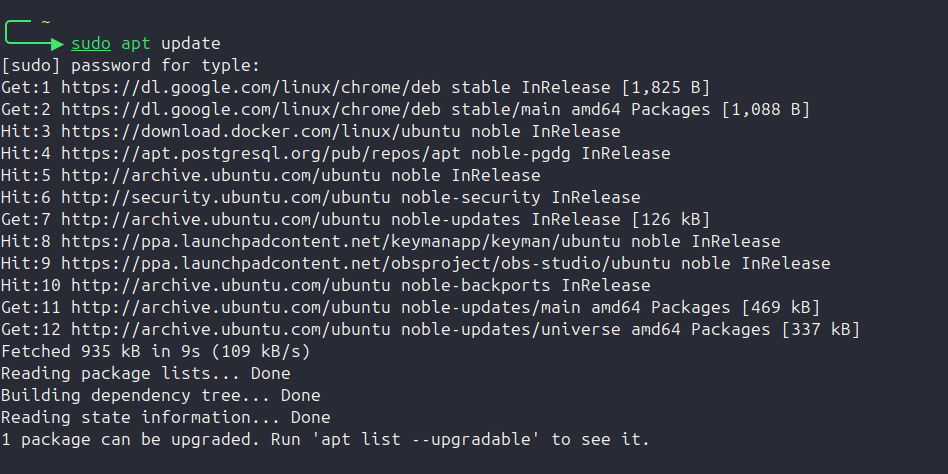 ~
sudo apt update
[sudo] password for typle:
Get:1 https://dl.google.com/linux/chrome/deb stable InRelease [1,825 B]
Get:2 https://dl.google.com/linux/chrome/deb stable/main amd64 Packages [1,088 B]
Hit:3 https://download.docker.com/linux/ubuntu noble InRelease
Hit:4 https://apt.postgresql.org/pub/repos/apt noble-pgdg InRelease
Hit:5 http://archive.ubuntu.com/ubuntu noble InRelease
Hit:6 http://security.ubuntu.com/ubuntu noble-security InRelease
Get:7 http://archive.ubuntu.com/ubuntu noble-updates InRelease [126 kB]
Hit:8 https://ppa.launchpadcontent.net/keymanapp/keyman/ubuntu noble InRelease
Hit:9 https://ppa.launchpadcontent.net/obsproject/obs-studio/ubuntu noble InRelease
Hit:10 http://archive.ubuntu.com/ubuntu noble-backports InRelease
Get:11 http://archive.ubuntu.com/ubuntu noble-updates/main amd64 Packages [469 kB]
Get:12 http://archive.ubuntu.com/ubuntu noble-updates/universe amd64 Packages [337 kB]
Fetched 935 kB in 9s (109 kB/s)
Reading package lists... Done
Building dependency tree... Done
Reading state information... Done
1 package can be upgraded. Run 'apt list --upgradable' to see it.